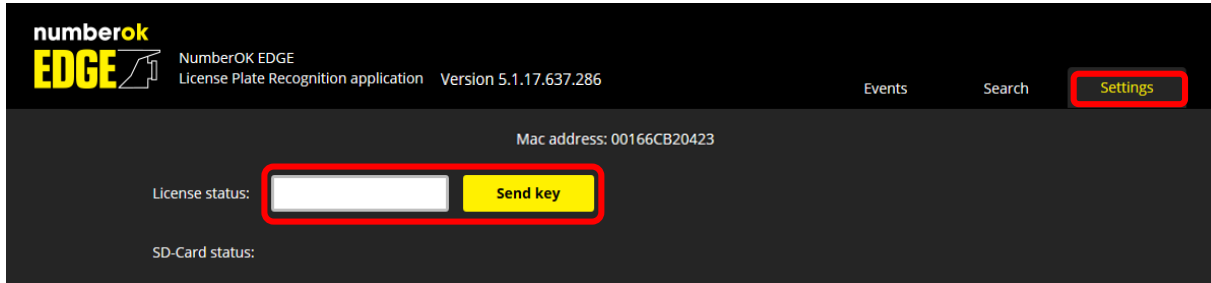 numberok
EDGE
NumberOK EDGE
License Plate Recognition application Version 5.1.17.637.286
Events Search Settings
Mac address: 00166CB20423
License status: Send key
SD-Card status: